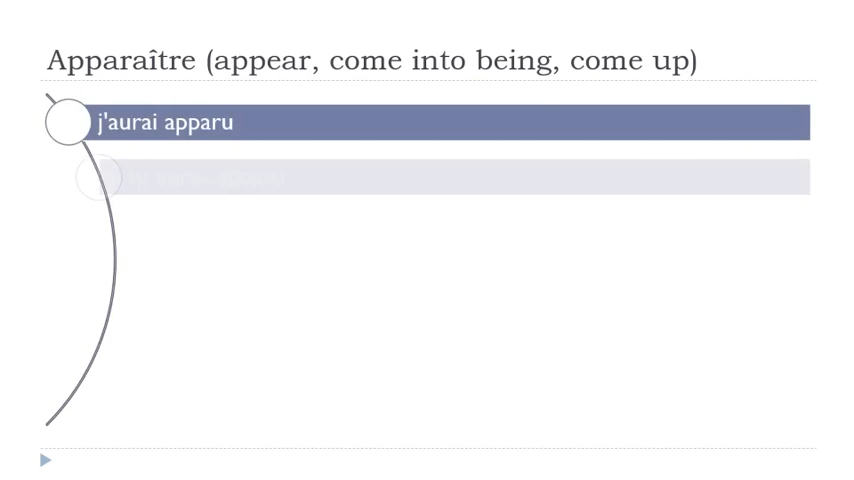 Apparaître (appear, come into being, come up)
j'aurai apparu